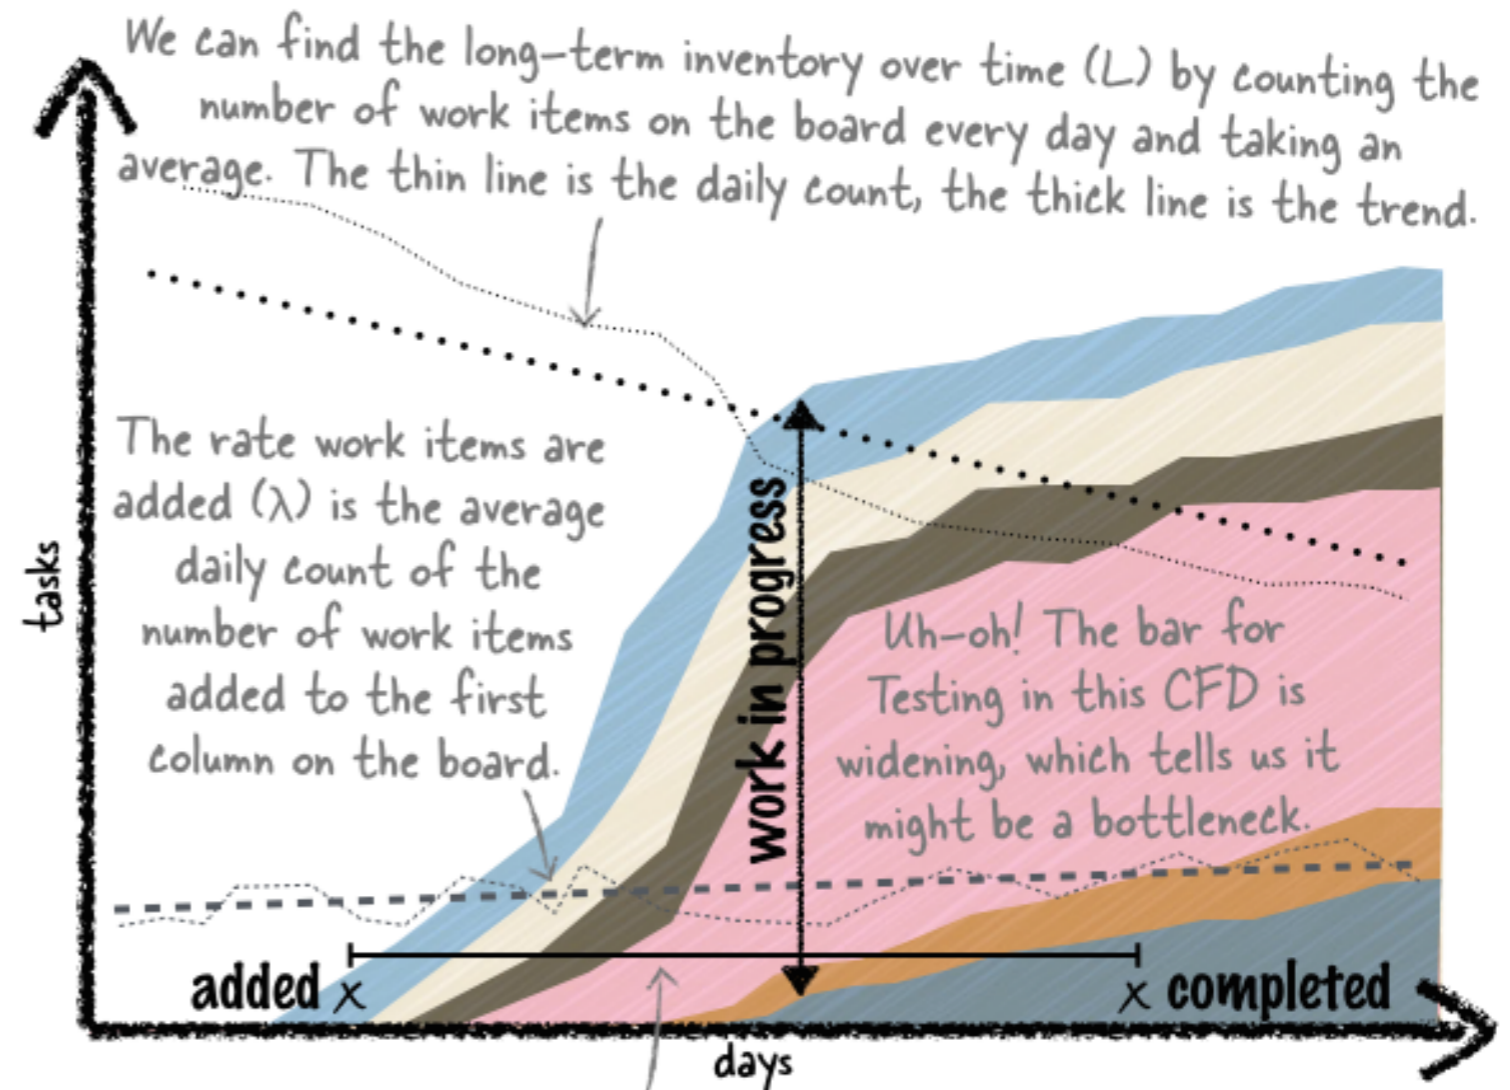 We can find the long-term inventory over time (L) by counting the
number of work items on the board every day and taking an
average. The thin line is the daily count, the thick line is the trend.
The rate work items are
added (λ) is the average
daily count of the
number of work items
added to the first
column on the board.
tasks
work in progress
Uh-oh! The bar for
Testing in this CFD is
widening, which tells us it
might be a bottleneck.
added x
x completed
days